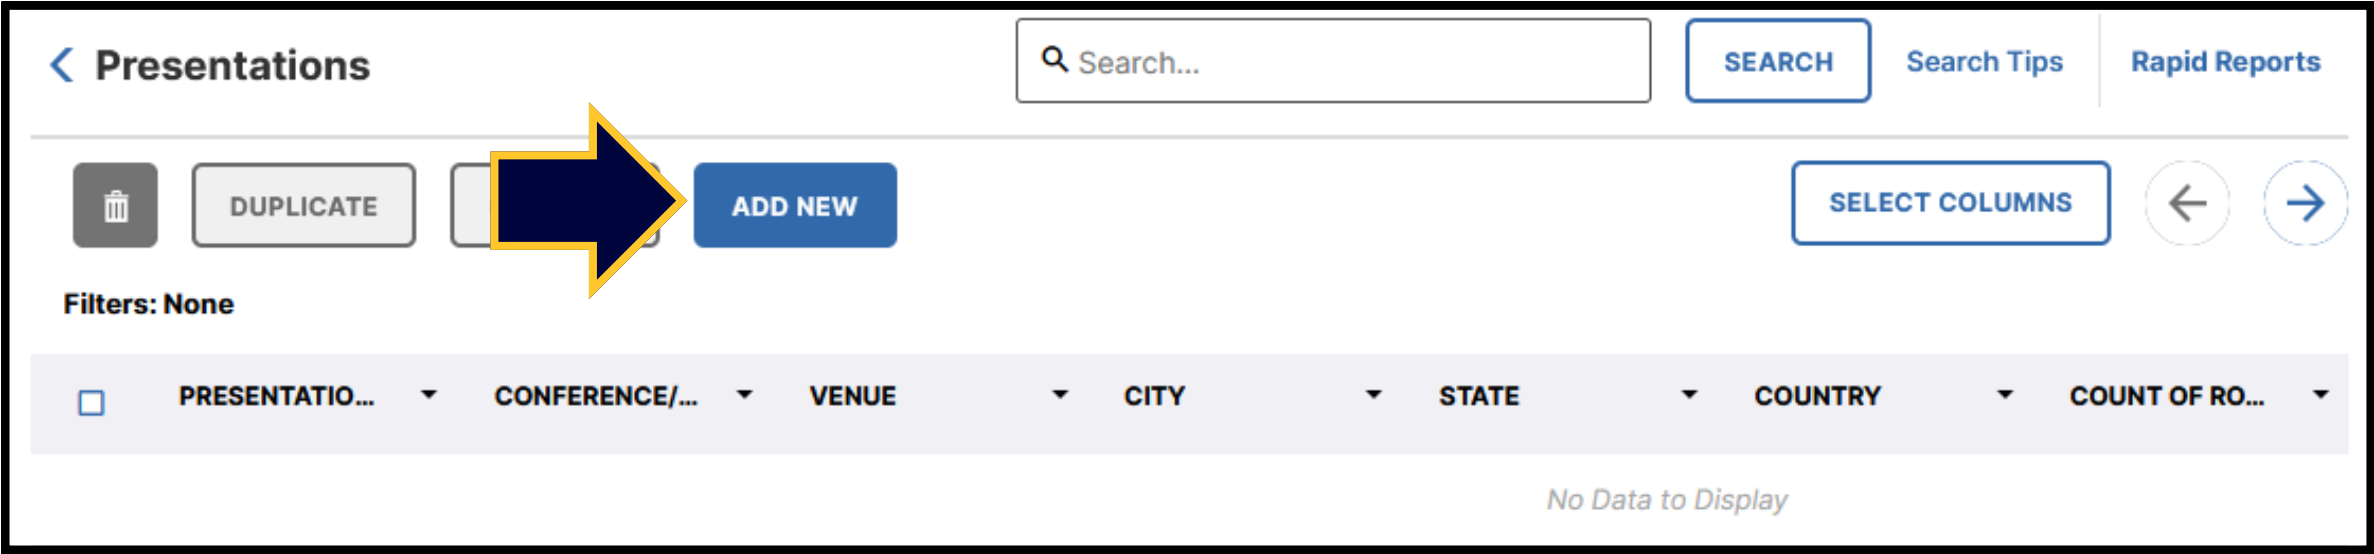 Presentations
Search...
SEARCH
Search Tips
Rapid Reports
DUPLICATE
ADD NEW
SELECT COLUMNS
Filters: None
PRESENTATIO... CONFERENCE/... VENUE CITY STATE COUNTRY COUNT OF RO...
No Data to Display